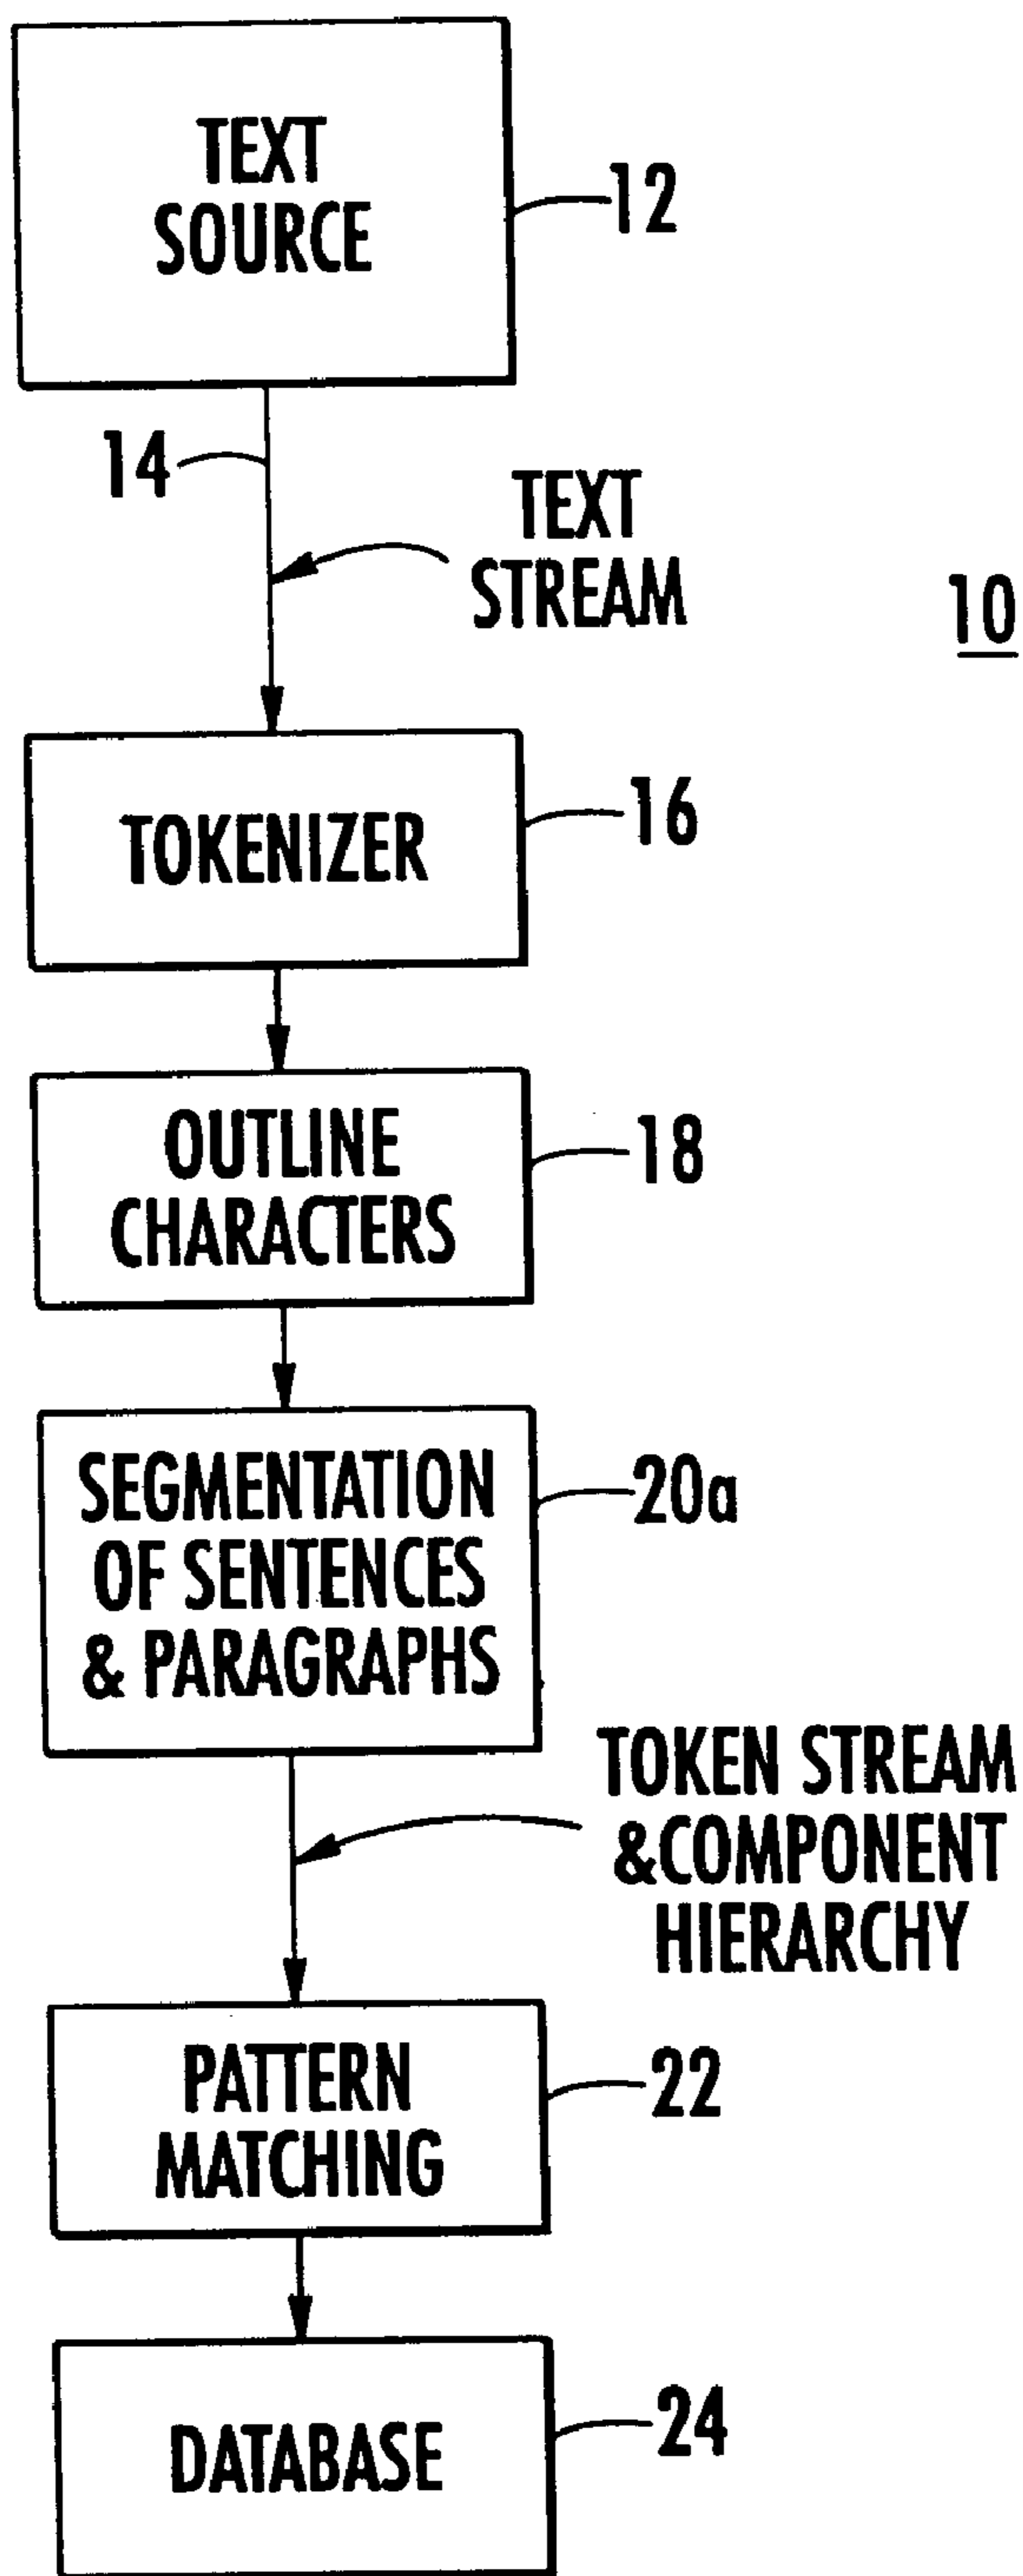 TEXT
SOURCE
12
14
TEXT
STREAM
10
TOKENIZER
16
OUTLINE
CHARACTERS
18
SEGMENTATION
OF SENTENCES
& PARAGRAPHS
20a
TOKEN STREAM
&COMPONENT
HIERARCHY
PATTERN
MATCHING
22
DATABASE
24